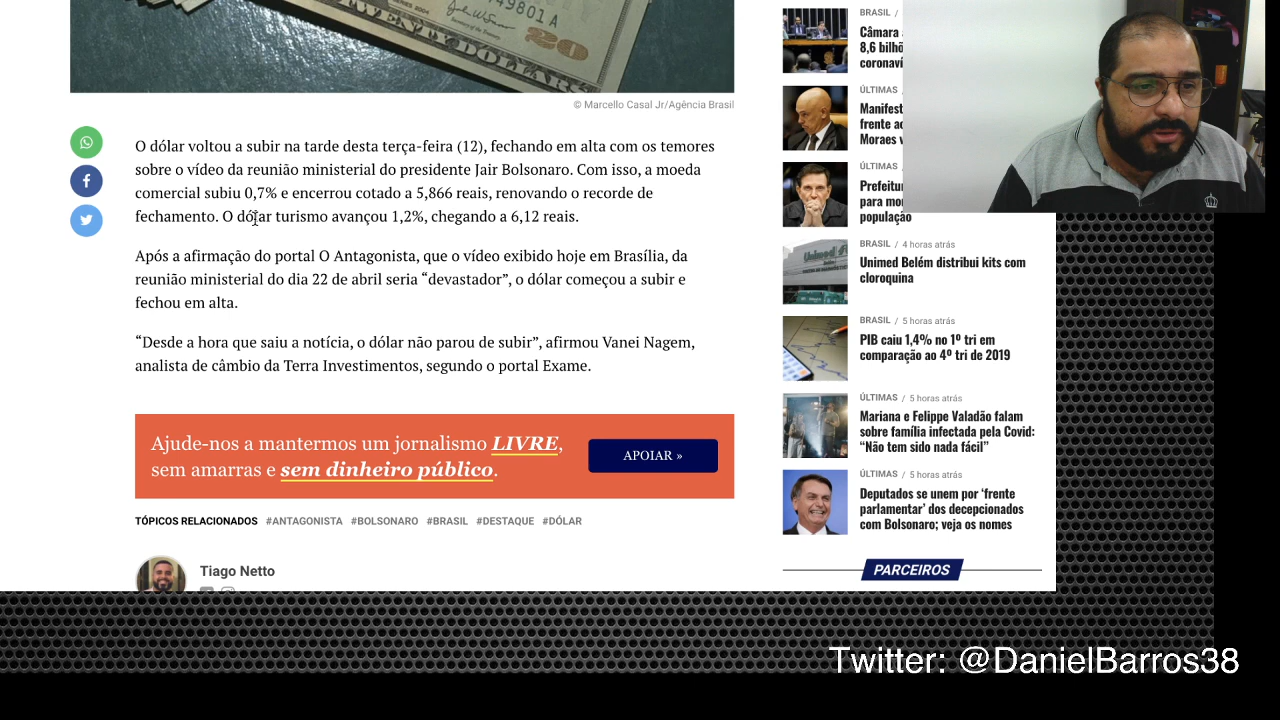 49801A
SERIES 2004
20
TWENTY DOLLARS
© Marcello Casal Jr/Agência Brasil
O dólar voltou a subir na tarde desta terça-feira (12), fechando em alta com os temores
sobre o vídeo da reunião ministerial do presidente Jair Bolsonaro. Com isso, a moeda
comercial subiu 0,7% e encerrou cotado a 5,866 reais, renovando o recorde de
fechamento. O dólar turismo avançou 1,2%, chegando a 6,12 reais.
Após a afirmação do portal O Antagonista, que o vídeo exibido hoje em Brasília, da
reunião ministerial do dia 22 de abril seria “devastador”, o dólar começou a subir e
fechou em alta.
“Desde a hora que saiu a notícia, o dólar não parou de subir”, afirmou Vanei Nagem,
analista de câmbio da Terra Investimentos, segundo o portal Exame.
Ajude-nos a mantermos um jornalismo LIVRE,
sem amarras e sem dinheiro público.
APOIAR »
TÓPICOS RELACIONADOS #ANTAGONISTA #BOLSONARO #BRASIL #DESTAQUE #DÓLAR
Tiago Netto
BRASIL /
Câmara
8,6 bilhõ
coronaví
ÚLTIMAS
Manifest
frente ao
Moraes
ÚLTIMAS
Prefeitur
para mo
população
BRASIL / 4 horas atrás
Unimed Belém distribui kits com
cloroquina
BRASIL / 5 horas atrás
PIB caiu 1,4% no 1º tri em
comparação ao 4º tri de 2019
ÚLTIMAS / 5 horas atrás
Mariana e Felippe Valadão falam
sobre família infectada pela Covid:
“Não tem sido nada fácil”
ÚLTIMAS / 5 horas atrás
Deputados se unem por ‘frente
parlamentar’ dos decepcionados
com Bolsonaro; veja os nomes
PARCEIROS
Twitter: @DanielBarros38